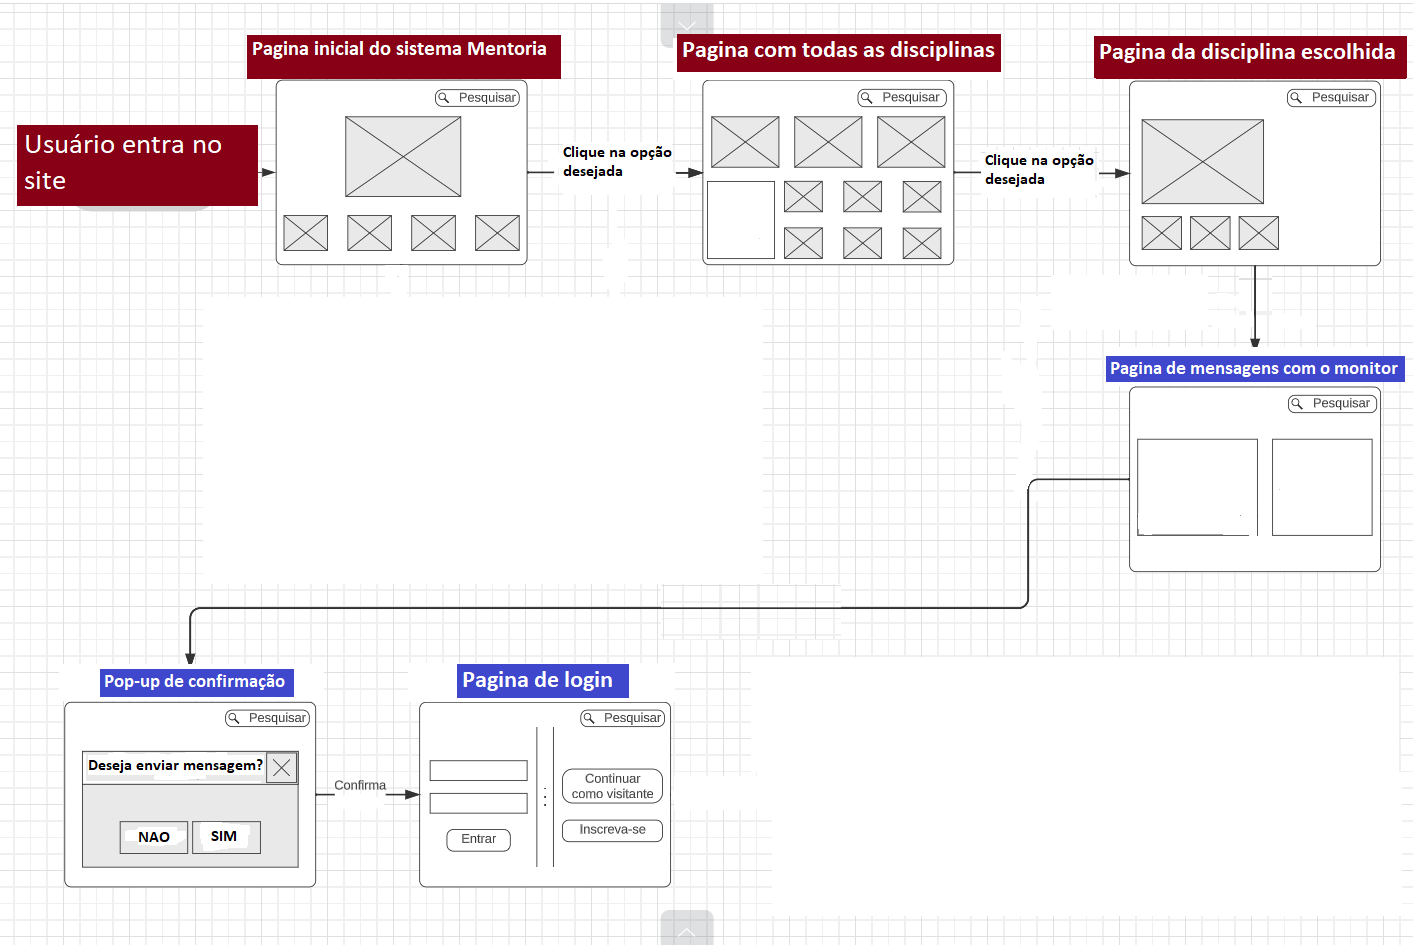 Pagina inicial do sistema Mentoria
Pagina com todas as disciplinas
Pagina da disciplina escolhida
Pesquisar
Pesquisar
Pesquisar
Usuário entra no
site
Clique na opção
desejada
Clique na opção
desejada
Pagina de mensagens com o monitor
Pesquisar
Pop-up de confirmação
Pagina de login
Pesquisar
Pesquisar
Deseja enviar mensagem?
NAO
SIM
Confirma
Continuar
como visitante
Entrar
Inscreva-se